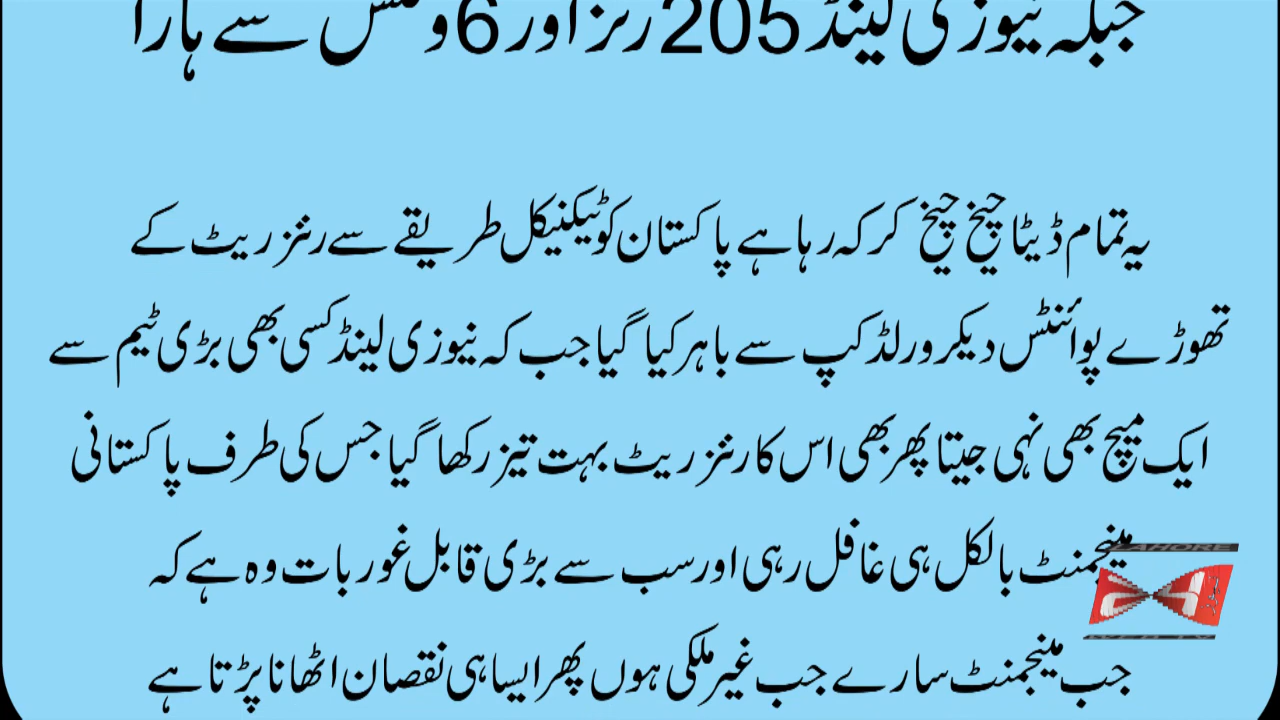 جبکہ نیوزی لینڈ 205 رنز اور 6 وکٹس سے ہارا
یہ تمام ڈیٹا چیخ چیخ کر کہ رہا ہے پاکستان کو ٹیکنیکل طریقے سے رنز ریٹ کے
تھوڑے پوائنٹس دیکر ورلڈ کپ سے باہر کیا گیا جب کہ نیوزی لینڈ کسی بھی بڑی ٹیم سے
ایک میچ بھی نہی جیتا پھر بھی اس کا رنز ریٹ بہت تیز رکھا گیا جس کی طرف پاکستانی
مینجمنٹ بالکل ہی غافل رہی اور سب سے بڑی قابل غور بات وہ ہے کہ
جب مینجمنٹ سارے جب غیر ملکی ہوں پھر ایسا ہی نقصان اٹھانا پڑتا ہے
LAHORE